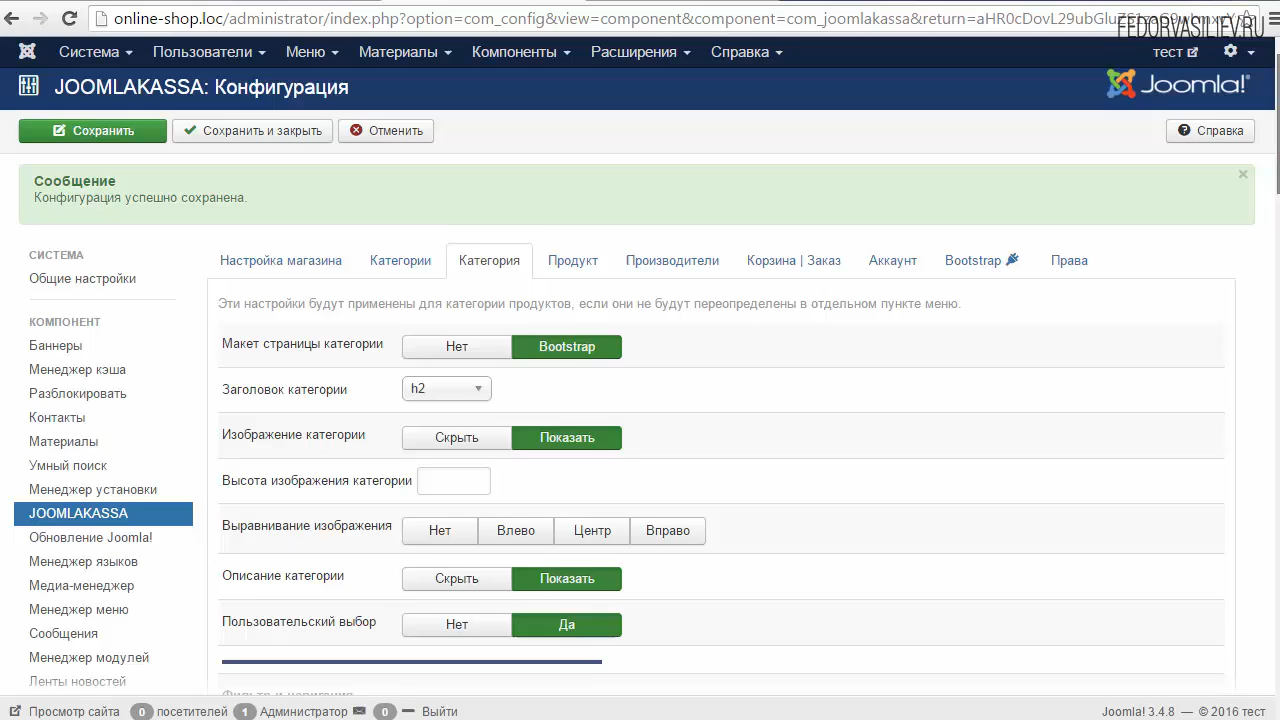 online-shop.loc/administrator/index.php?option=com_config&view=component&component=com_joomlakassa&return=
FEDORVASILIEV.RU
Система Пользователи Меню Материалы Компоненты Расширения Справка тест
JOOMLAKASSA: Конфигурация
Joomla!
Сохранить Сохранить и закрыть Отменить Справка
Сообщение
Конфигурация успешно сохранена.
СИСТЕМА
Общие настройки
КОМПОНЕНТ
Баннеры
Менеджер кэша
Разблокировать
Контакты
Материалы
Умный поиск
Менеджер установки
JOOMLAKASSA
Обновление Joomla!
Менеджер языков
Медиа-менеджер
Менеджер меню
Сообщения
Менеджер модулей
Ленты новостей
Настройка магазина Категории Категория Продукт Производители Корзина | Заказ Аккаунт Bootstrap Права
Эти настройки будут применены для категории продуктов, если они не будут переопределены в отдельном пункте меню.
Макет страницы категории Нет Bootstrap
Заголовок категории h2
Изображение категории Скрыть Показать
Высота изображения категории
Выравнивание изображения Нет Влево Центр Вправо
Описание категории Скрыть Показать
Пользовательский выбор Нет Да
Фильтр и навигация
Просмотр сайта 0 посетителей 1 Администратор 0 Выйти
Joomla! 3.4.8 — © 2016 тест